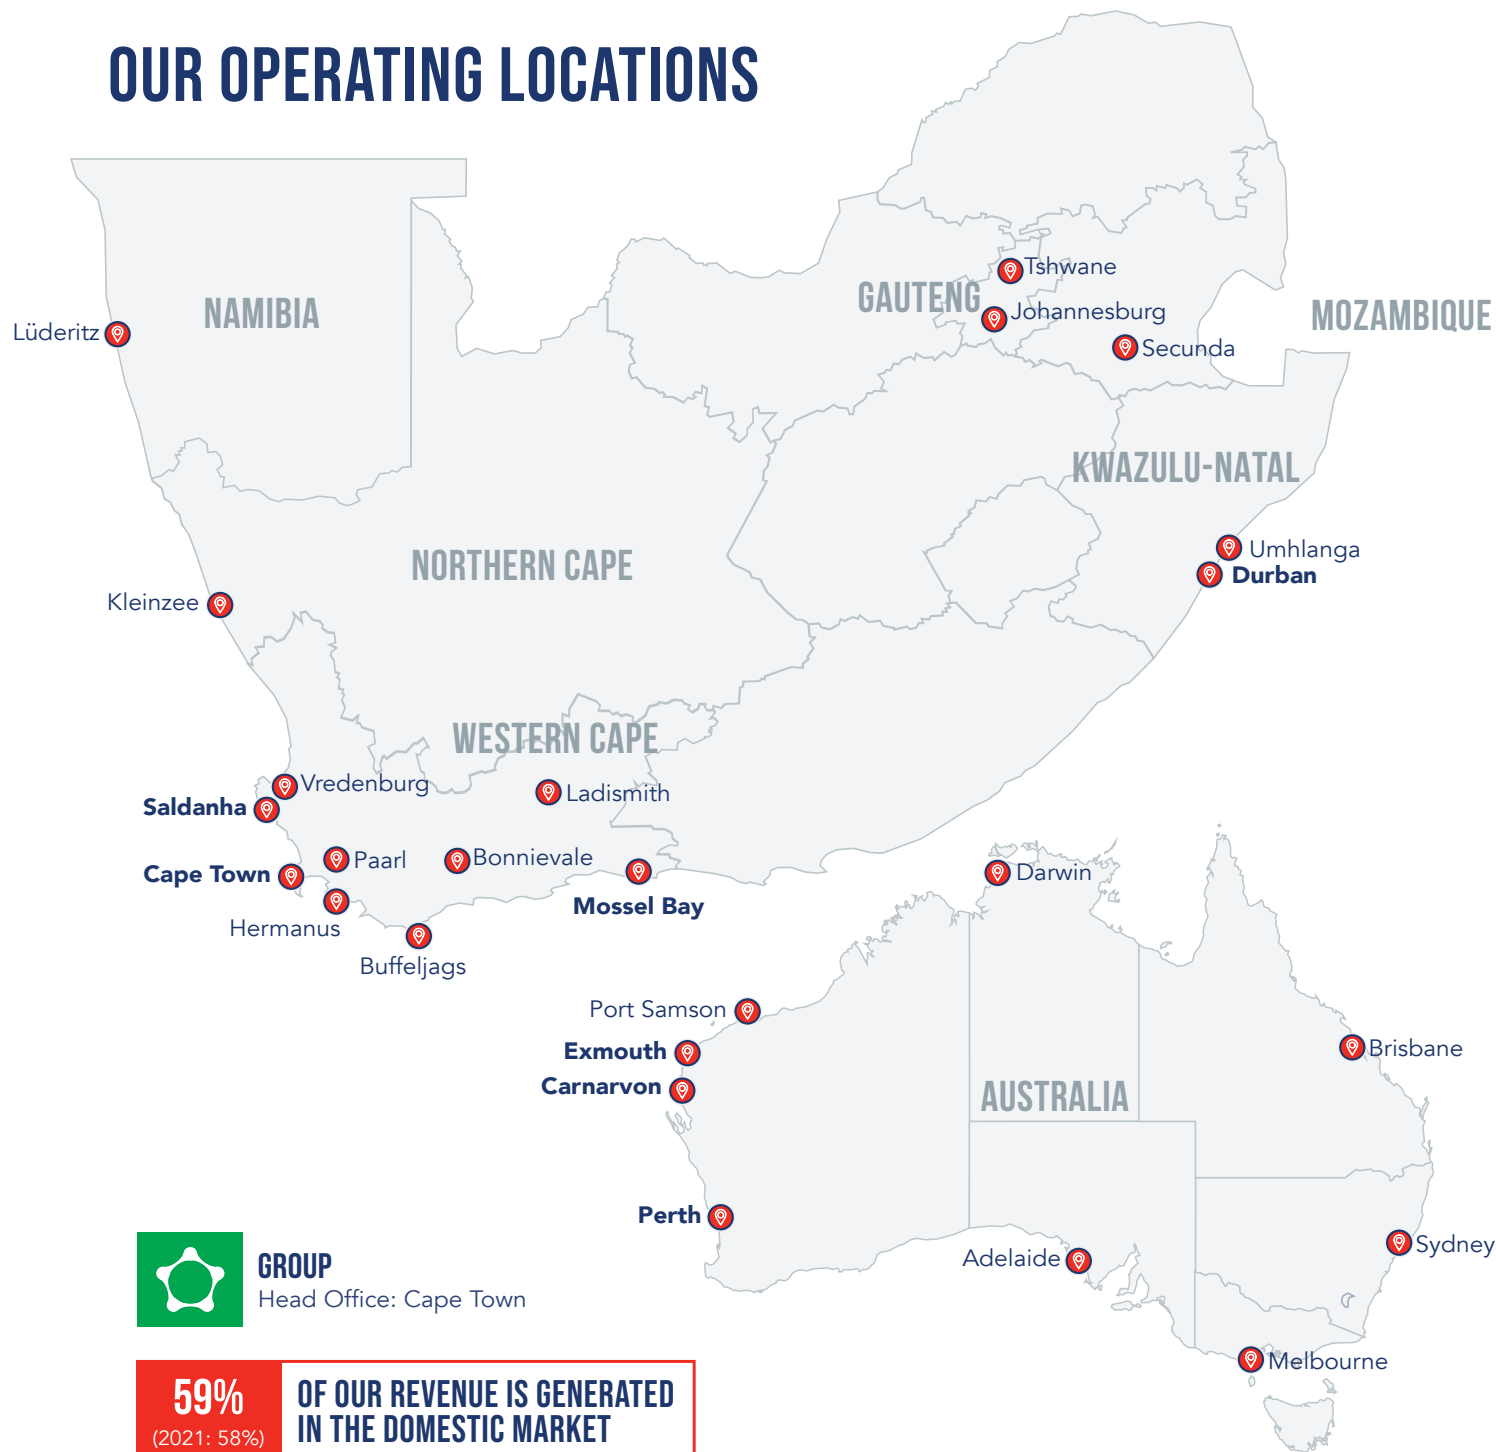 OUR OPERATING LOCATIONS
NAMIBIA
Lüderitz
GAUTENG
Tshwane
Johannesburg
Secunda
MOZAMBIQUE
KWAZULU-NATAL
Umhlanga
Durban
NORTHERN CAPE
Kleinzee
WESTERN CAPE
Vredenburg
Saldanha
Ladismith
Cape Town
Paarl
Bonnievale
Mossel Bay
Hermanus
Buffeljags
Darwin
Port Samson
Exmouth
Carnarvon
Brisbane
AUSTRALIA
Perth
Adelaide
Sydney
Melbourne
GROUP
Head Office: Cape Town
59%
(2021: 58%)
OF OUR REVENUE IS GENERATED
IN THE DOMESTIC MARKET